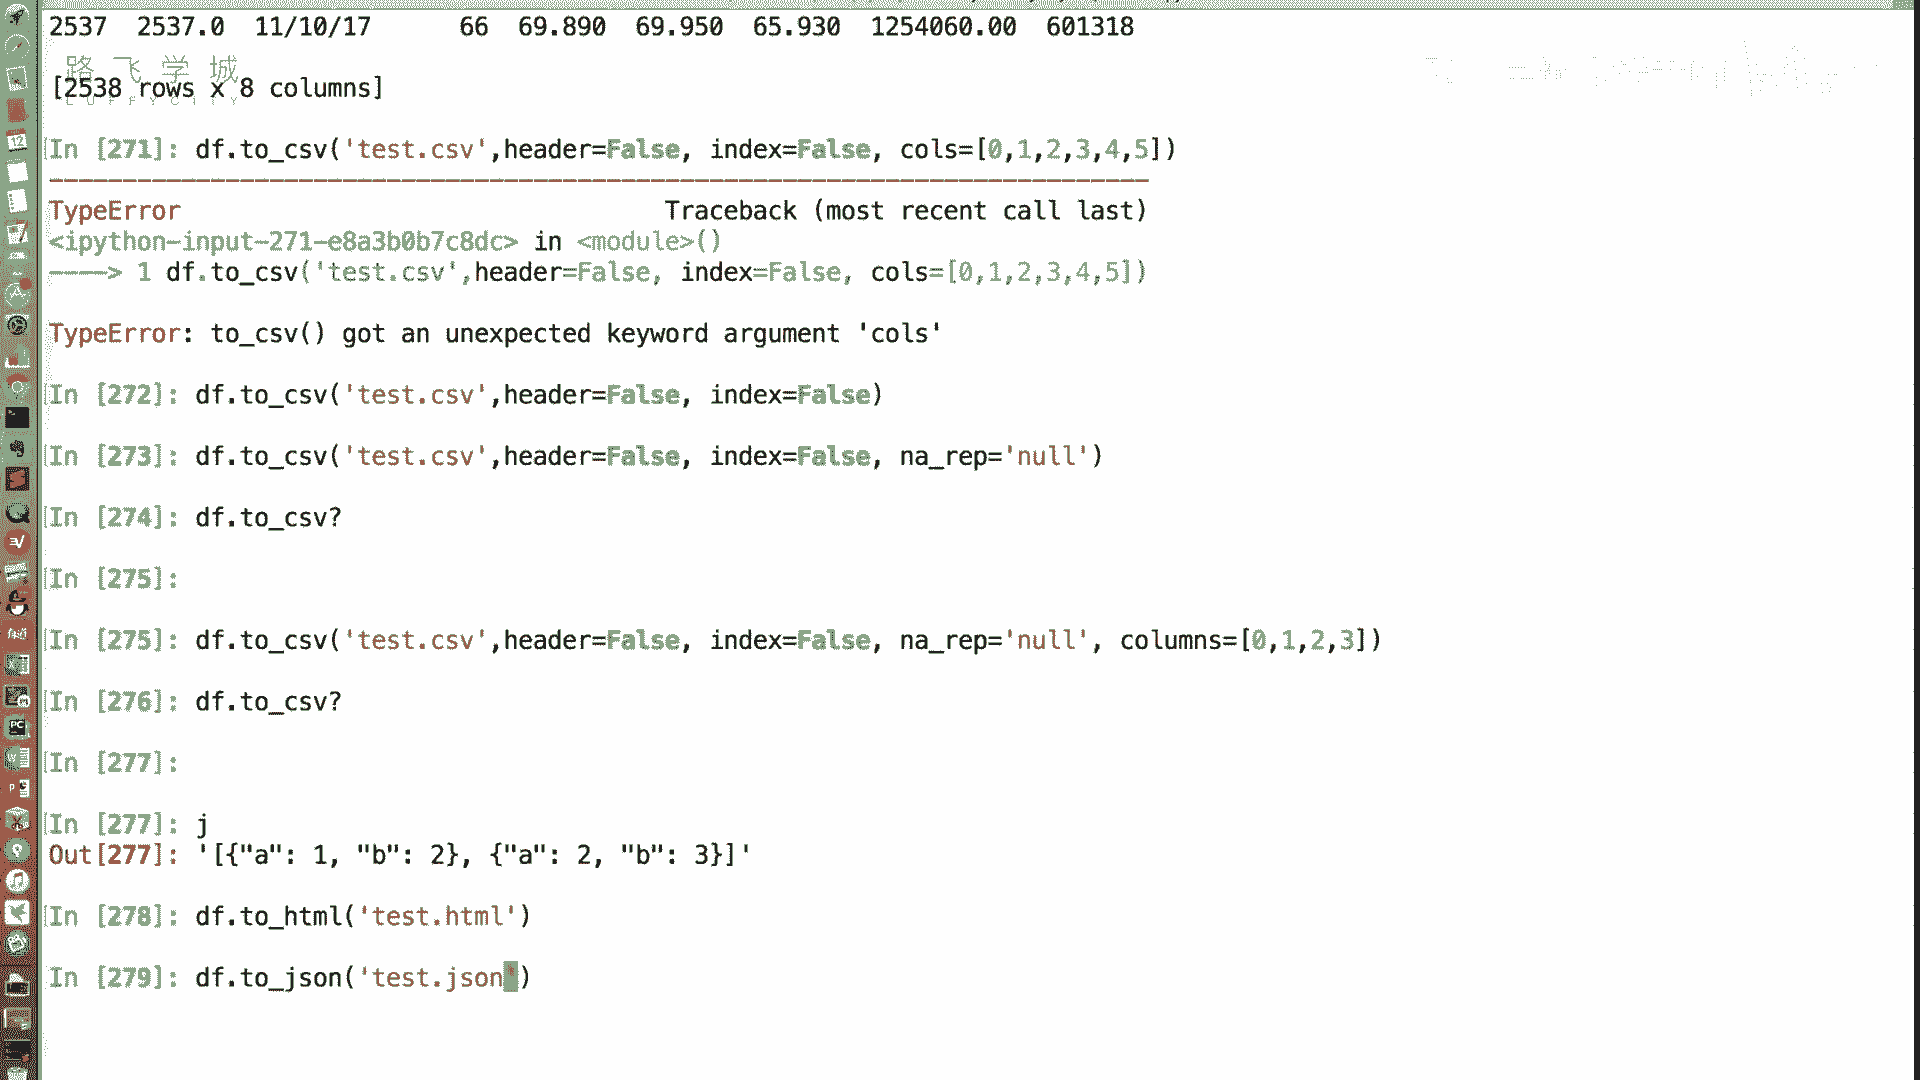 2537  2537.0  11/10/17      66  69.890  69.950  65.930  1254060.00  601318
路飞学城
[2538 rows x 8 columns]
LUFFYCITY
In [271]: df.to_csv('test.csv',header=False, index=False, cols=[0,1,2,3,4,5])
TypeError                                 Traceback (most recent call last)
<ipython-input-271-e8a3b0b7c8dc> in <module>()
----> 1 df.to_csv('test.csv',header=False, index=False, cols=[0,1,2,3,4,5])
TypeError: to_csv() got an unexpected keyword argument 'cols'
In [272]: df.to_csv('test.csv',header=False, index=False)
In [273]: df.to_csv('test.csv',header=False, index=False, na_rep='null')
In [274]: df.to_csv?
In [275]:
In [275]: df.to_csv('test.csv',header=False, index=False, na_rep='null', columns=[0,1,2,3])
In [276]: df.to_csv?
In [277]:
In [277]: j
Out[277]: '[{"a": 1, "b": 2}, {"a": 2, "b": 3}]'
In [278]: df.to_html('test.html')
In [279]: df.to_json('test.json')